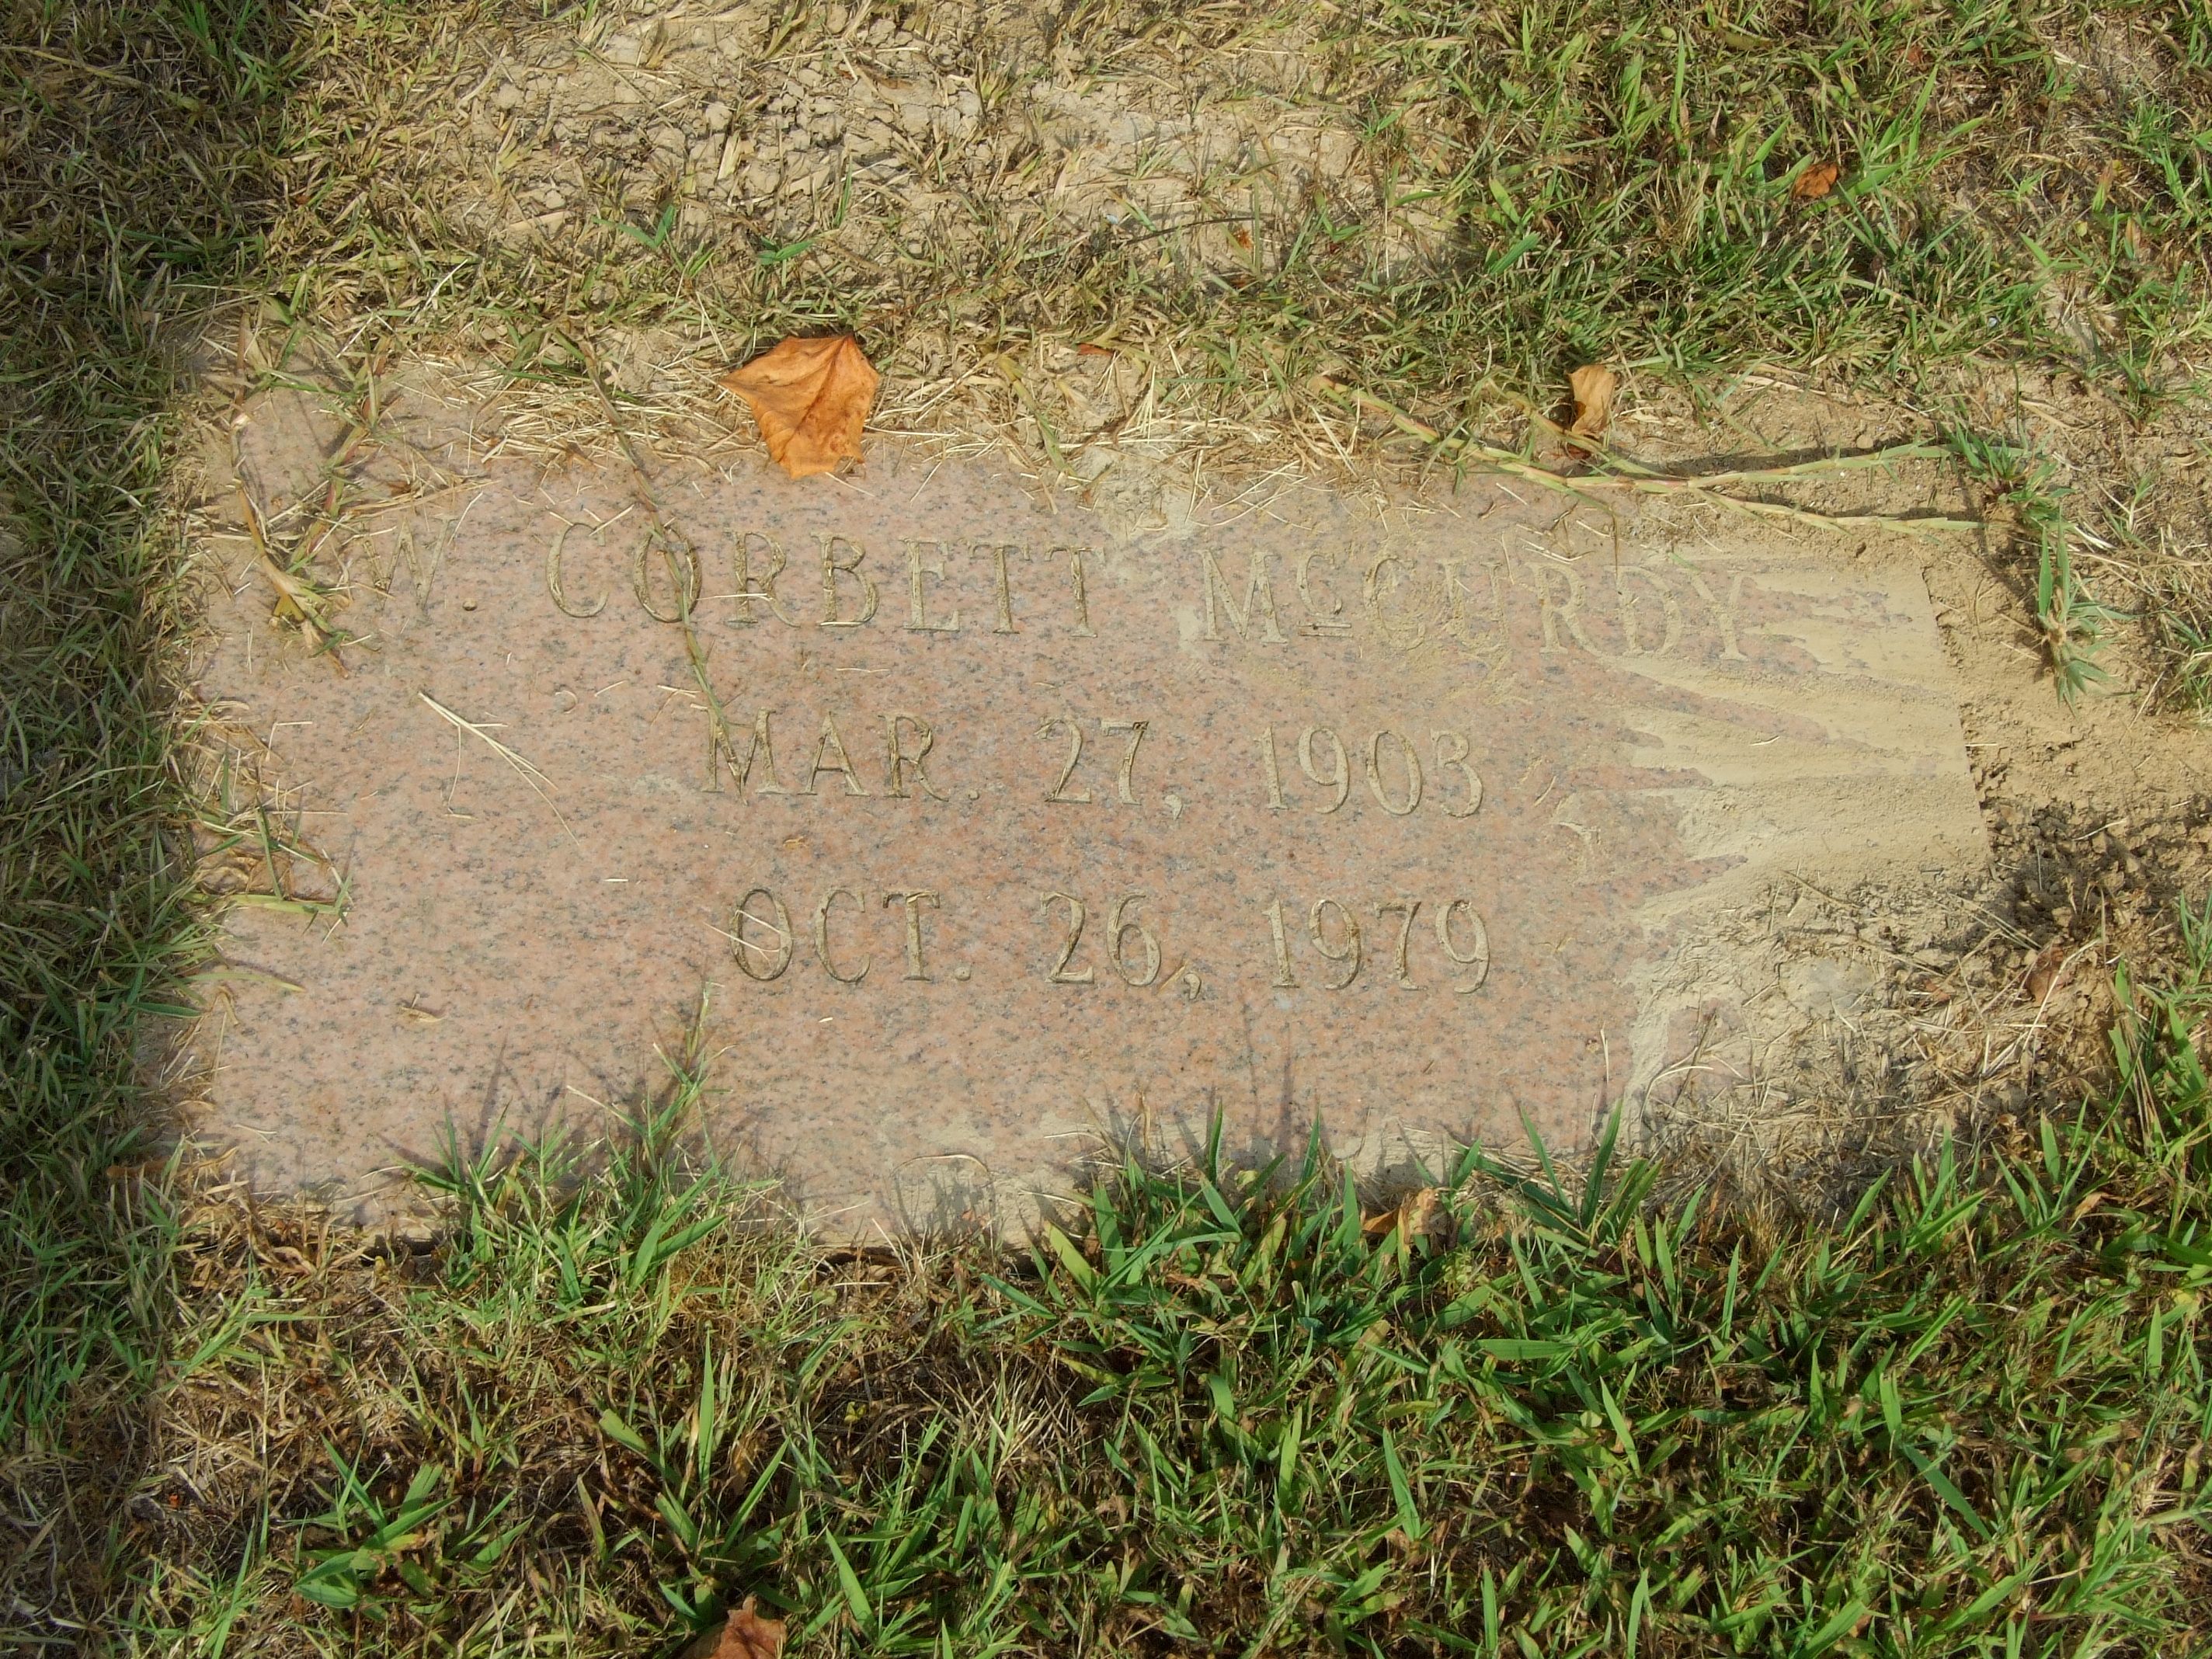 W. CORBETT McCURDY
MAR. 27, 1903
OCT. 26, 1979